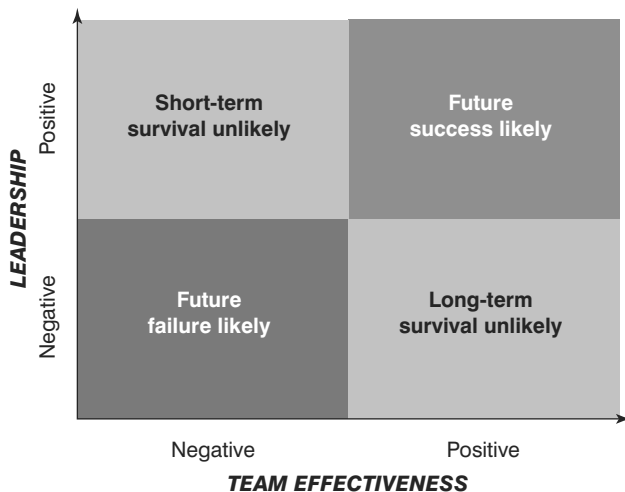 LEADERSHIP
Positive
Negative
Short-term
survival unlikely
Future
success likely
Future
failure likely
Long-term
survival unlikely
Negative
Positive
TEAM EFFECTIVENESS